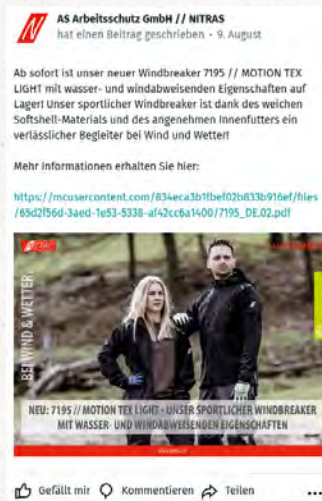 AS Arbeitsschutz GmbH // NITRAS
hat einen Beitrag geschrieben • 9. August
Ab sofort ist unser neuer Windbreaker 7195 // MOTION TEX
LIGHT mit wasser- und windabweisenden Eigenschaften auf
Lager! Unser sportlicher Windbreaker ist dank des weichen
Softshell-Materials und des angenehmen Innenfutters ein
verlässlicher Begleiter bei Wind und Wetter!
Mehr Informationen erhalten Sie hier:
https://mcusercontent.com/834eca3b1fbef02b833b916ef/files
/65d2f56d-3aed-1e53-5338-af42cc6a1400/7195_DE.02.pdf
BEI WIND & WETTER
NEU: 7195 // MOTION TEX LIGHT - UNSER SPORTLICHER WINDBREAKER
MIT WASSER- UND WINDABWEISENDEN EIGENSCHAFTEN
Gefällt mir Kommentieren Teilen